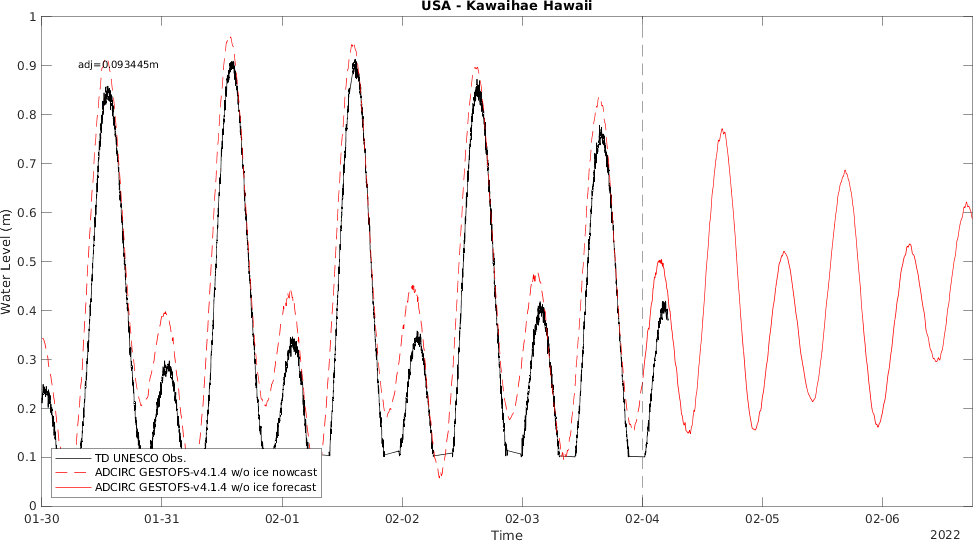 USA - Kawaihae Hawaii
adj=0.093445m
Water Level (m)
1
0.9
0.8
0.7
0.6
0.5
0.4
0.3
0.2
0.1
0
TD UNESCO Obs.
ADCIRC GESTOFS-v4.1.4 w/o ice nowcast
ADCIRC GESTOFS-v4.1.4 w/o ice forecast
01-30 01-31 02-01 02-02 02-03 02-04 02-05 02-06
Time
2022